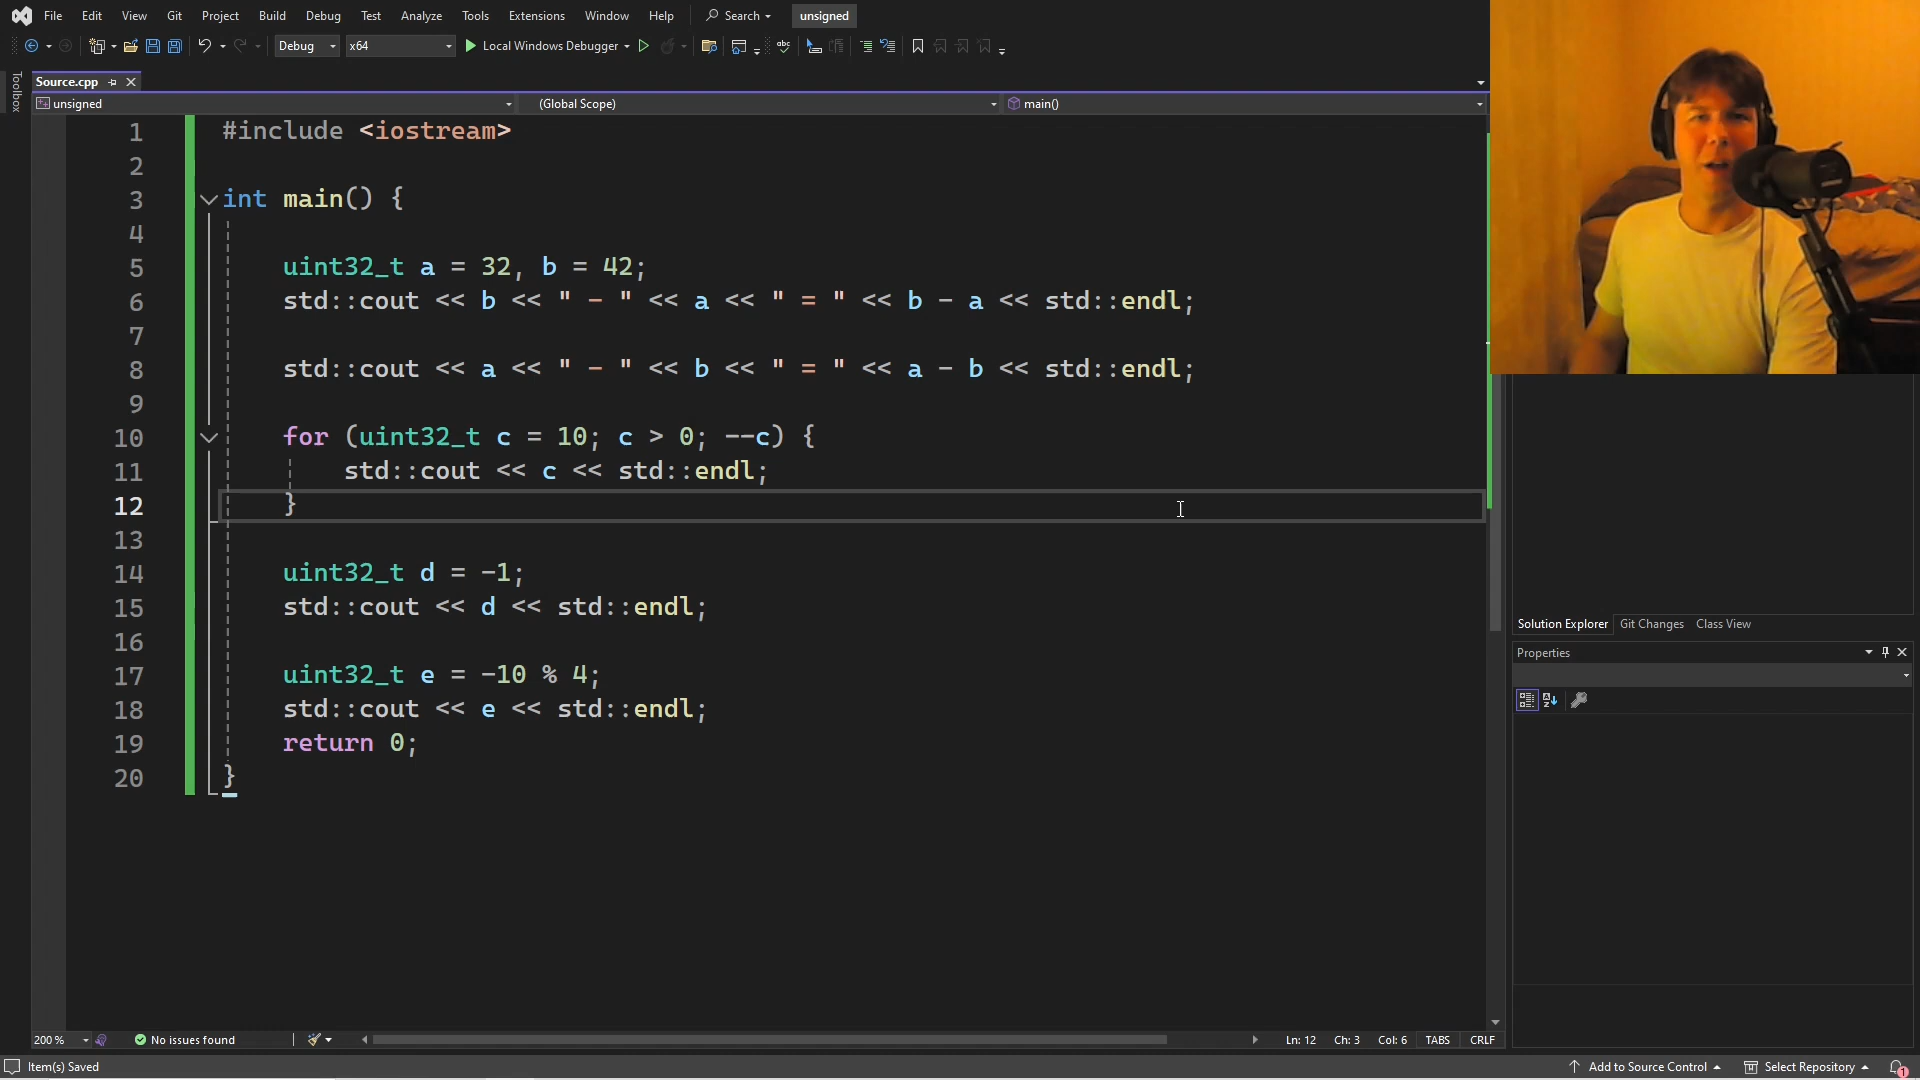 File Edit View Git Project Build Debug Test Analyze Tools Extensions Window Help Search unsigned
Debug x64 Local Windows Debugger
Toolbox
Source.cpp
unsigned (Global Scope) main()
1 #include <iostream>
2
3 int main() {
4
5 uint32_t a = 32, b = 42;
6 std::cout << b << " - " << a << " = " << b - a << std::endl;
7
8 std::cout << a << " - " << b << " = " << a - b << std::endl;
9
10 for (uint32_t c = 10; c > 0; --c) {
11 std::cout << c << std::endl;
12 }
13
14 uint32_t d = -1;
15 std::cout << d << std::endl;
16
17 uint32_t e = -10 % 4;
18 std::cout << e << std::endl;
19 return 0;
20 }
Solution Explorer Git Changes Class View
Properties
200 % No issues found Ln: 12 Ch: 3 Col: 6 TABS CRLF
Item(s) Saved Add to Source Control Select Repository 1